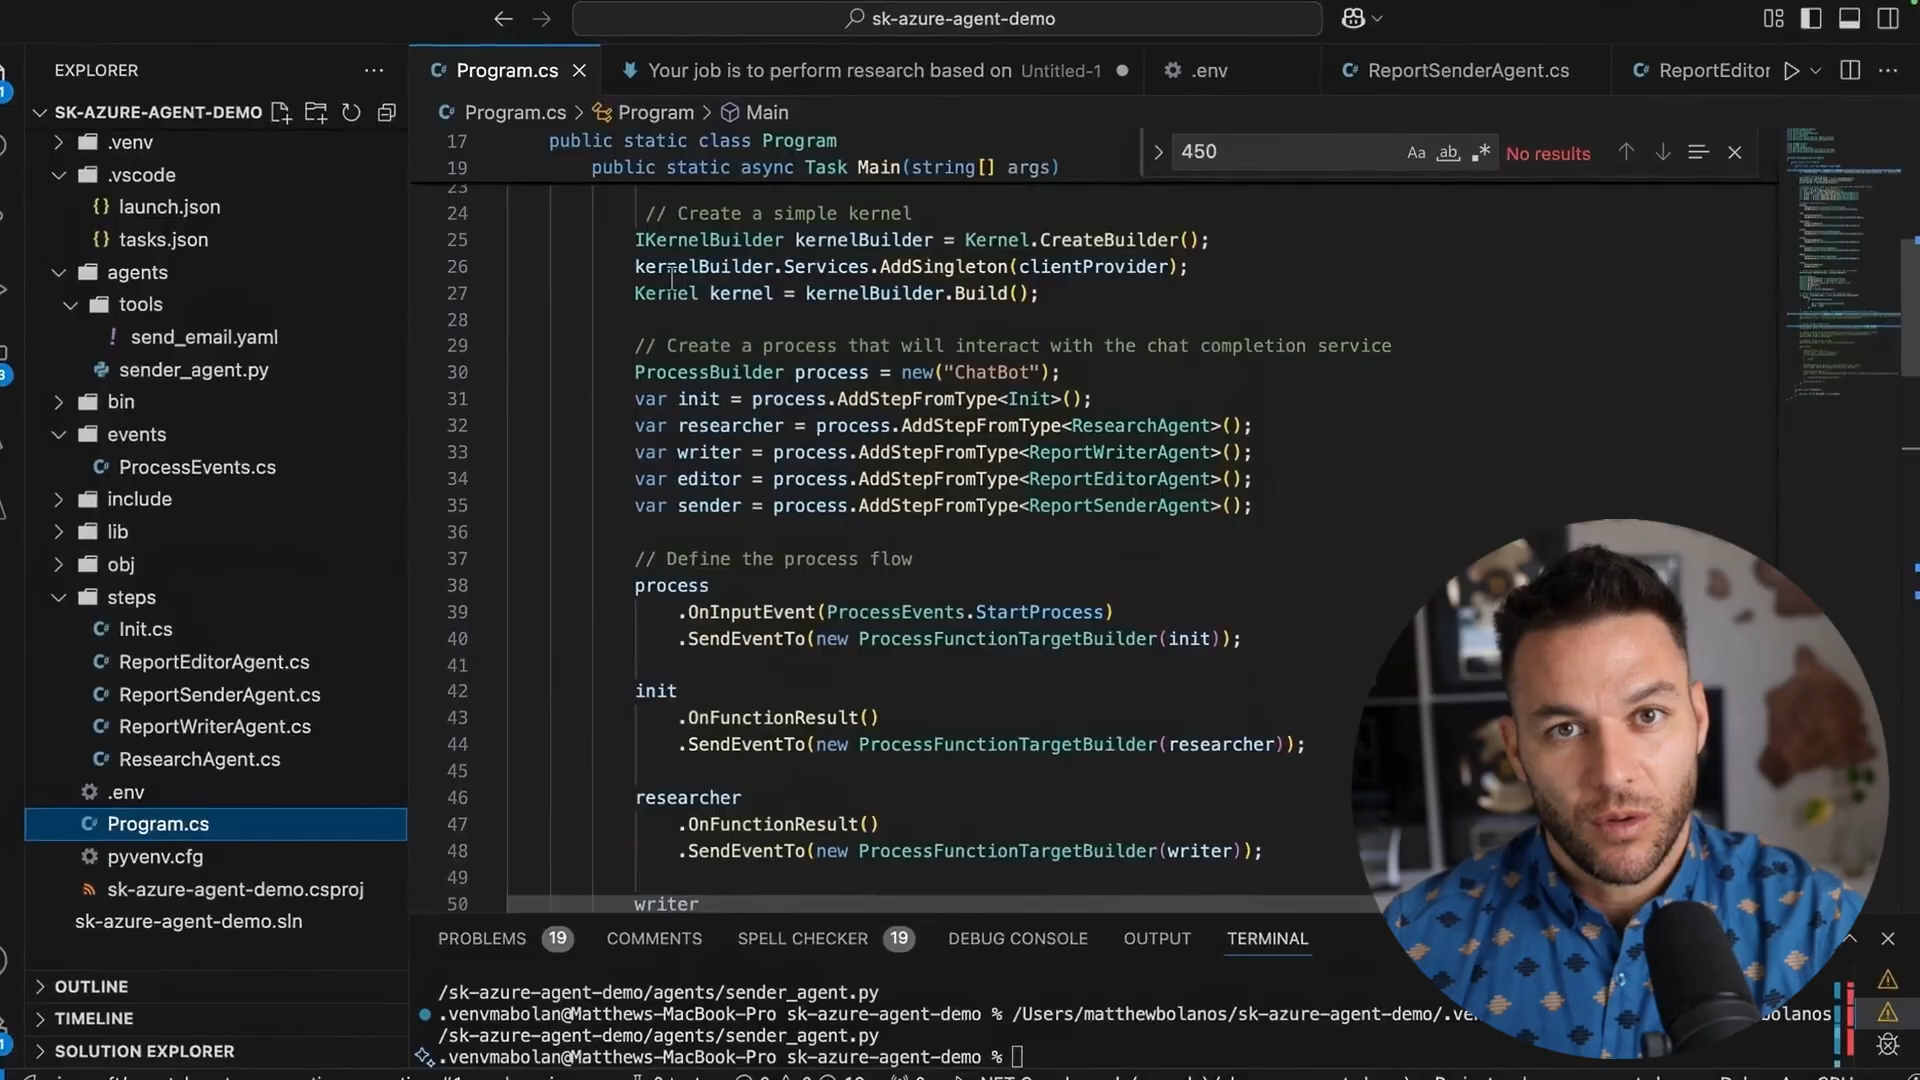 sk-azure-agent-demo
EXPLORER
SK-AZURE-AGENT-DEMO
.venv
.vscode
launch.json
tasks.json
agents
tools
send_email.yaml
sender_agent.py
bin
events
ProcessEvents.cs
include
lib
obj
steps
Init.cs
ReportEditorAgent.cs
ReportSenderAgent.cs
ReportWriterAgent.cs
ResearchAgent.cs
.env
Program.cs
pyvenv.cfg
sk-azure-agent-demo.csproj
sk-azure-agent-demo.sln
OUTLINE
TIMELINE
SOLUTION EXPLORER
Program.cs Your job is to perform research based on Untitled-1 .env ReportSenderAgent.cs ReportEditor
Program.cs > Program > Main
450 Aa ab No results
17 public static class Program
19 public static async Task Main(string[] args)
23
24 // Create a simple kernel
25 IKernelBuilder kernelBuilder = Kernel.CreateBuilder();
26 kernelBuilder.Services.AddSingleton(clientProvider);
27 Kernel kernel = kernelBuilder.Build();
28
29 // Create a process that will interact with the chat completion service
30 ProcessBuilder process = new("ChatBot");
31 var init = process.AddStepFromType<Init>();
32 var researcher = process.AddStepFromType<ResearchAgent>();
33 var writer = process.AddStepFromType<ReportWriterAgent>();
34 var editor = process.AddStepFromType<ReportEditorAgent>();
35 var sender = process.AddStepFromType<ReportSenderAgent>();
36
37 // Define the process flow
38 process
39 .OnInputEvent(ProcessEvents.StartProcess)
40 .SendEventTo(new ProcessFunctionTargetBuilder(init));
41
42 init
43 .OnFunctionResult()
44 .SendEventTo(new ProcessFunctionTargetBuilder(researcher));
45
46 researcher
47 .OnFunctionResult()
48 .SendEventTo(new ProcessFunctionTargetBuilder(writer));
49
50 writer
PROBLEMS 19 COMMENTS SPELL CHECKER 19 DEBUG CONSOLE OUTPUT TERMINAL
/sk-azure-agent-demo/agents/sender_agent.py
.venvmabolan@Matthews-MacBook-Pro sk-azure-agent-demo % /Users/matthewbolanos/sk-azure-agent-demo/.ve bolanos
/sk-azure-agent-demo/agents/sender_agent.py
.venvmabolan@Matthews-MacBook-Pro sk-azure-agent-demo %